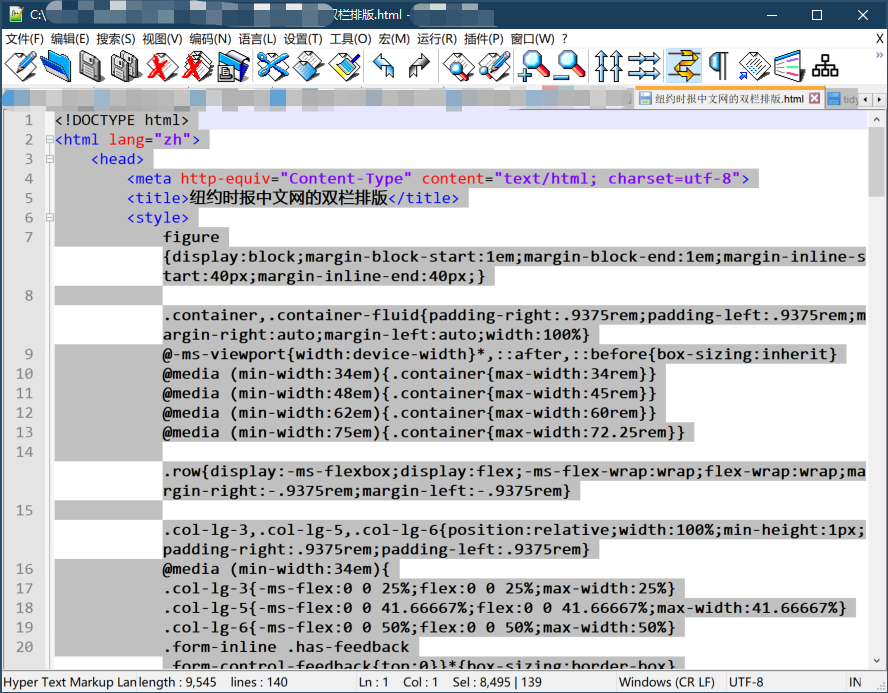 C:\ 双栏排版.html -
文件(F) 编辑(E) 搜索(S) 视图(V) 编码(N) 语言(L) 设置(T) 工具(O) 宏(M) 运行(R) 插件(P) 窗口(W) ? X
纽约时报中文网的双栏排版.html tidy
1 <!DOCTYPE html>
2 <html lang="zh">
3 <head>
4 <meta http-equiv="Content-Type" content="text/html; charset=utf-8">
5 <title>纽约时报中文网的双栏排版</title>
6 <style>
7 figure
{display:block;margin-block-start:1em;margin-block-end:1em;margin-inline-s
tart:40px;margin-inline-end:40px;}
8
.container,.container-fluid{padding-right:.9375rem;padding-left:.9375rem;m
argin-right:auto;margin-left:auto;width:100%}
9 @-ms-viewport{width:device-width}*,::after,::before{box-sizing:inherit}
10 @media (min-width:34em){.container{max-width:34rem}}
11 @media (min-width:48em){.container{max-width:45rem}}
12 @media (min-width:62em){.container{max-width:60rem}}
13 @media (min-width:75em){.container{max-width:72.25rem}}
14
.row{display:-ms-flexbox;display:flex;-ms-flex-wrap:wrap;flex-wrap:wrap;ma
rgin-right:-.9375rem;margin-left:-.9375rem}
15
.col-lg-3,.col-lg-5,.col-lg-6{position:relative;width:100%;min-height:1px;
padding-right:.9375rem;padding-left:.9375rem}
16 @media (min-width:34em){
17 .col-lg-3{-ms-flex:0 0 25%;flex:0 0 25%;max-width:25%}
18 .col-lg-5{-ms-flex:0 0 41.66667%;flex:0 0 41.66667%;max-width:41.66667%}
19 .col-lg-6{-ms-flex:0 0 50%;flex:0 0 50%;max-width:50%}
20 .form-inline .has-feedback
.form-control-feedback{top:0}}*{box-sizing:border-box}
Hyper Text Markup Lan length : 9,545 lines : 140 Ln : 1 Col : 1 Sel : 8,495 | 139 Windows (CR LF) UTF-8 IN